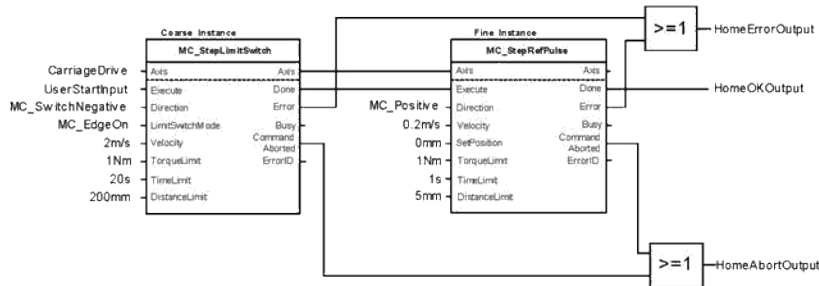 Coarse Instance
MC_StepLimitSwitch
CarriageDrive Axis Axis
UserStartInput Execute Done
MC_SwitchNegative Direction Error
MC_EdgeOn LimitSwitchMode Busy
2m/s Velocity Command Aborted
1Nm TorqueLimit ErrorID
20s TimeLimit
200mm DistanceLimit
Fine Instance
MC_StepRefPulse
Axis Axis
Execute Done
MC_Positive Direction Error
0.2m/s Velocity Busy
0mm SetPosition Command Aborted
1Nm TorqueLimit ErrorID
1s TimeLimit
5mm DistanceLimit
>=1 HomeErrorOutput
HomeOKOutput
>=1 HomeAbortOutput